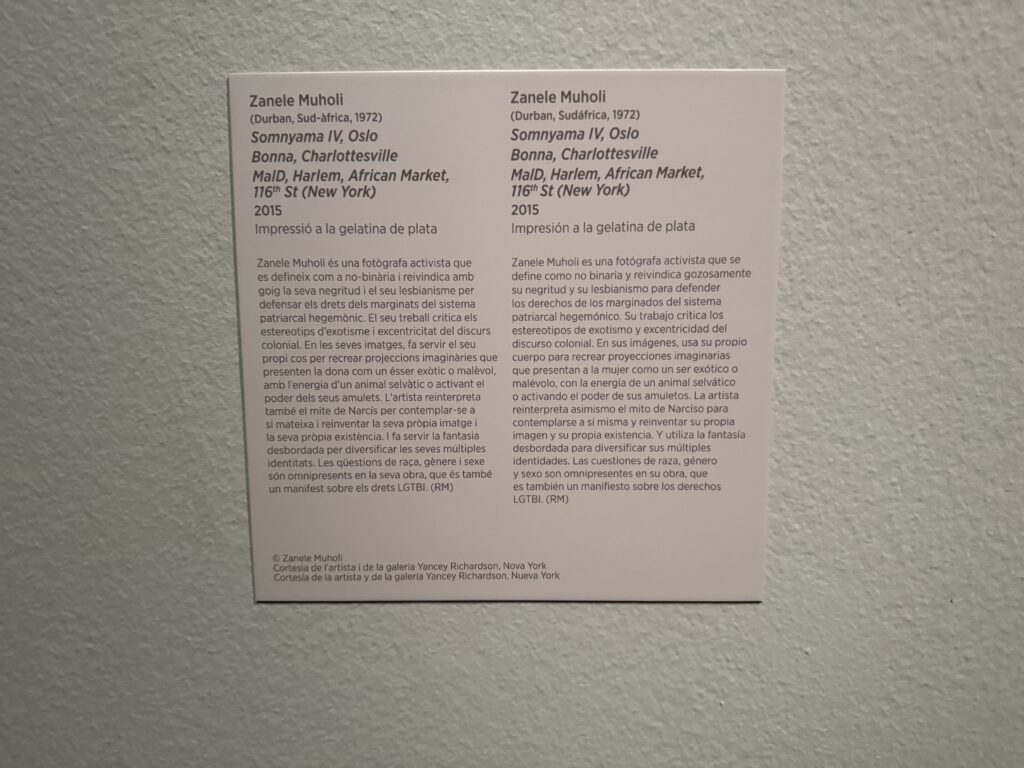 Zanele Muholi
(Durban, Sud-àfrica, 1972)
Somnyama IV, Oslo
Bonna, Charlottesville
MaID, Harlem, African Market,
116th St (New York)
2015
Impressió a la gelatina de plata
Zanele Muholi és una fotògrafa activista que
es defineix com a no-binària i reivindica amb
goig la seva negritud i el seu lesbianisme per
defensar els drets dels marginats del sistema
patriarcal hegemònic. El seu treball critica els
estereotips d'exotisme i excentricitat del discurs
colonial. En les seves imatges, fa servir el seu
propi cos per recrear projeccions imaginàries que
presenten la dona com un ésser exòtic o malèvol,
amb l'energia d'un animal selvàtic o activant el
poder dels seus amulets. L'artista reinterpreta
també el mite de Narcís per contemplar-se a
si mateixa i reinventar la seva pròpia imatge i
la seva pròpia existència. I fa servir la fantasia
desbordada per diversificar les seves múltiples
identitats. Les qüestions de raça, gènere i sexe
són omnipresents en la seva obra, que és també
un manifest sobre els drets LGTBI. (RM)
Zanele Muholi
(Durban, Sudáfrica, 1972)
Somnyama IV, Oslo
Bonna, Charlottesville
MaID, Harlem, African Market,
116th St (New York)
2015
Impresión a la gelatina de plata
Zanele Muholi es una fotógrafa activista que se
define como no binaria y reivindica gozosamente
su negritud y su lesbianismo para defender
los derechos de los marginados del sistema
patriarcal hegemónico. Su trabajo critica los
estereotipos de exotismo y excentricidad del
discurso colonial. En sus imágenes, usa su propio
cuerpo para recrear proyecciones imaginarias
que presentan a la mujer como un ser exótico o
malévolo, con la energía de un animal selvático
o activando el poder de sus amuletos. La artista
reinterpreta asimismo el mito de Narciso para
contemplarse a sí misma y reinventar su propia
imagen y su propia existencia. Y utiliza la fantasía
desbordada para diversificar sus múltiples
identidades. Las cuestiones de raza, género
y sexo son omnipresentes en su obra, que
es también un manifiesto sobre los derechos
LGTBI. (RM)
© Zanele Muholi
Cortesia de l'artista i de la galeria Yancey Richardson, Nova York
Cortesía de la artista y de la galería Yancey Richardson, Nueva York